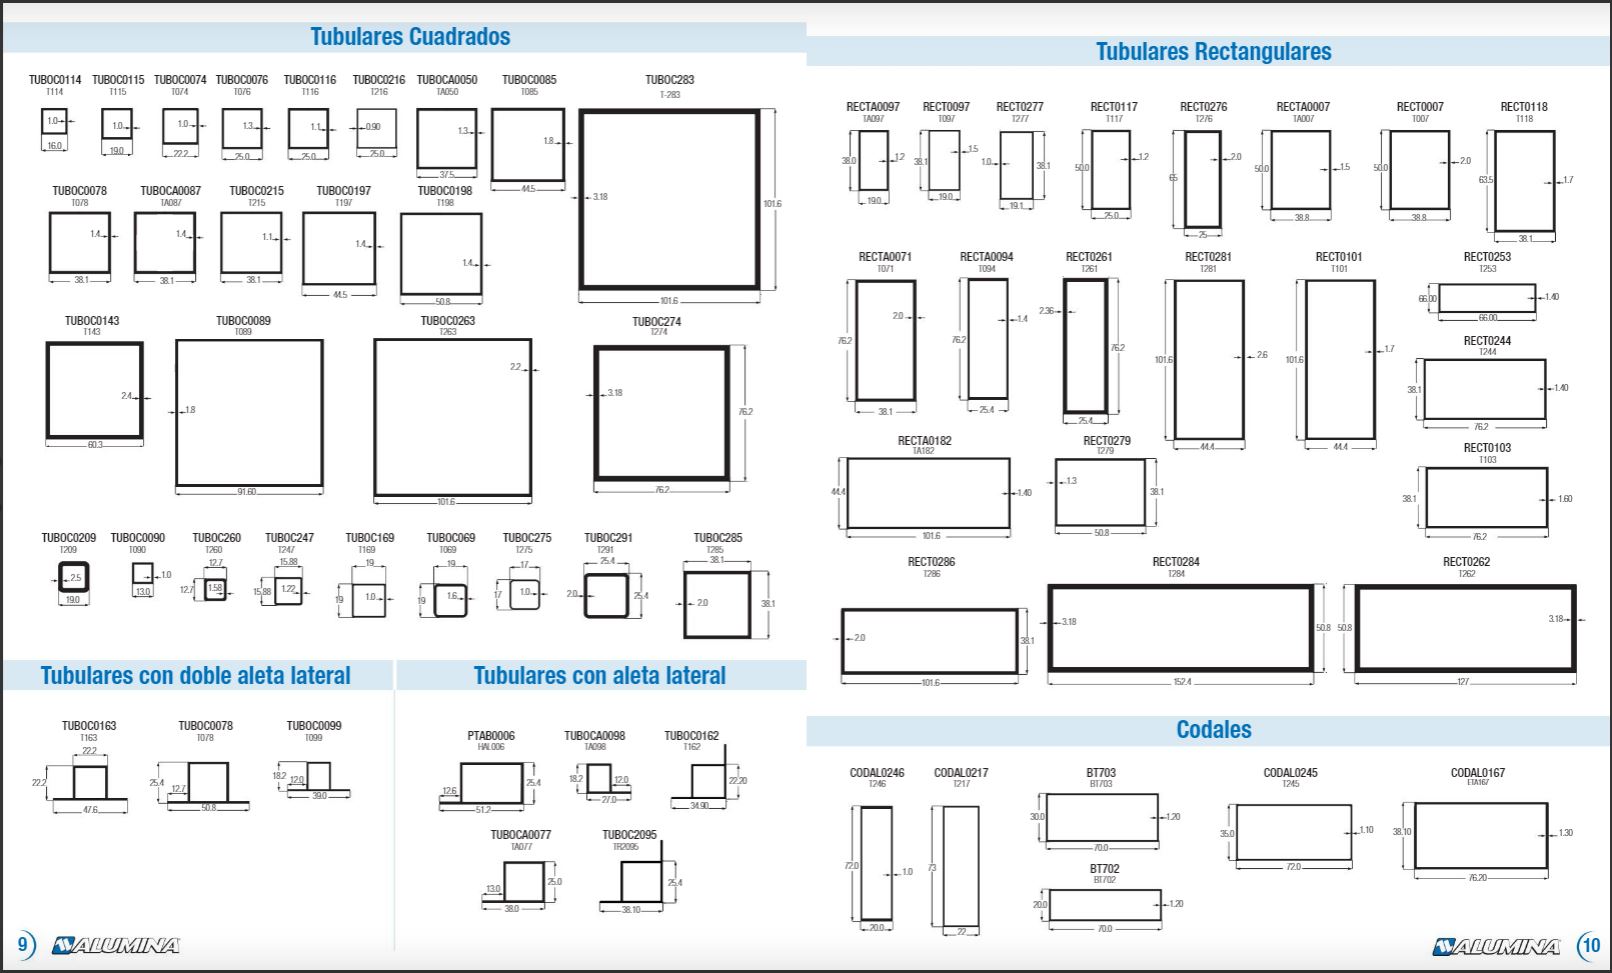 Tubulares Cuadrados
TUBOC0114 TUBOC0115 TUBOC0074 TUBOC0076 TUBOC0116 TUBOC0216 TUBOCA0050 TUBOC0085 TUBOC283
T114 T115 T074 T076 T116 T216 TA050 T085 T-283
1.0 1.0 1.0 1.3 1.1 0.90 1.3 1.8
16.0 19.0 22.2 25.0 25.0 25.0 37.5 44.5
3.18 101.6
101.6
TUBOC0078 TUBOCA0087 TUBOC0215 TUBOC0197 TUBOC0198
T078 TA087 T215 T197 T198
1.4 1.4 1.1 1.4 1.4
38.1 38.1 38.1 44.5 50.8
TUBOC0143 TUBOC0089 TUBOC0263 TUBOC274
T143 T089 T263 T274
2.4 1.8 2.2 3.18 76.2
60.3 91.60 101.6 76.2
TUBOC0209 TUBOC0090 TUBOC260 TUBOC247 TUBOC169 TUBOC069 TUBOC275 TUBOC291 TUBOC285
T209 T090 T260 T247 T169 T069 T275 T291 T285
12.7 15.88 19 19 17 25.4 38.1
2.5 1.0 12.7 1.58 15.88 1.22 19 1.0 19 1.6 17 1.0 2.0 25.4 2.0 38.1
19.0 13.0
Tubulares con doble aleta lateral
TUBOC0163 TUBOC0078 TUBOC0099
T163 T078 T099
22.2
22.2 25.4 12.7 18.2 12.0
47.6 50.8 39.0
Tubulares con aleta lateral
PTAB0006 TUBOCA0098 TUBOC0162
HAL006 TA098 T162
12.6 25.4 18.2 12.0 22.20
51.2 27.0 34.90
TUBOCA0077 TUBOC2095
TA077 TR2095
13.0 25.0 25.4
38.0 38.10
9 ALUMINA
Tubulares Rectangulares
RECTA0097 RECT0097 RECT0277 RECT0117 RECT0276 RECTA0007 RECT0007 RECT0118
TA097 T097 T277 T117 T276 TA007 T007 T118
38.0 1.2 38.1 1.5 1.0 38.1 50.0 1.2 65 2.0 50.0 1.5 50.0 2.0 63.5 1.7
19.0 19.0 19.1 25.0 25 38.8 38.8 38.1
RECTA0071 RECTA0094 RECT0261 RECT0281 RECT0101 RECT0253
T071 T094 T261 T281 T101 T253
76.2 2.0 76.2 1.4 2.36 76.2 101.6 2.6 101.6 1.7 66.00 1.40
38.1 25.4 25.4 44.4 44.4 66.00
RECT0244
T244
38.1 1.40
76.2
RECTA0182 RECT0279 RECT0103
TA182 T279 T103
44.4 1.40 1.3 38.1 38.1 1.60
101.6 50.8 76.2
RECT0286 RECT0284 RECT0262
T286 T284 T262
2.0 38.1 3.18 50.8 50.8 3.18
101.6 152.4 127
Codales
CODAL0246 CODAL0217 BT703 CODAL0245 CODAL0167
T246 T217 BT703 T245 ETA167
72.0 1.0 73 30.0 1.20 35.0 1.10 38.10 1.30
20.0 22 70.0 72.0 76.20
BT702
BT702
20.0 1.20
70.0
ALUMINA 10